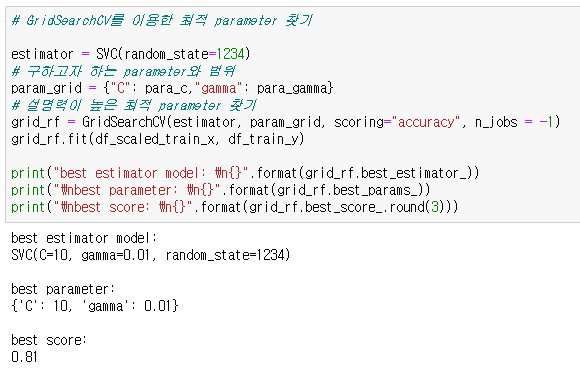 # GridSearchCV를 이용한 최적 parameter 찾기
estimator = SVC(random_state=1234)
# 구하고자 하는 parameter와 범위
param_grid = {"C": para_c,"gamma": para_gamma}
# 설명력이 높은 최적 parameter 찾기
grid_rf = GridSearchCV(estimator, param_grid, scoring="accuracy", n_jobs = -1)
grid_rf.fit(df_scaled_train_x, df_train_y)
print("best estimator model: ₩n{}".format(grid_rf.best_estimator_))
print("₩nbest parameter: ₩n{}".format(grid_rf.best_params_))
print("₩nbest score: ₩n{}".format(grid_rf.best_score_.round(3)))
best estimator model:
SVC(C=10, gamma=0.01, random_state=1234)
best parameter:
{'C': 10, 'gamma': 0.01}
best score:
0.81